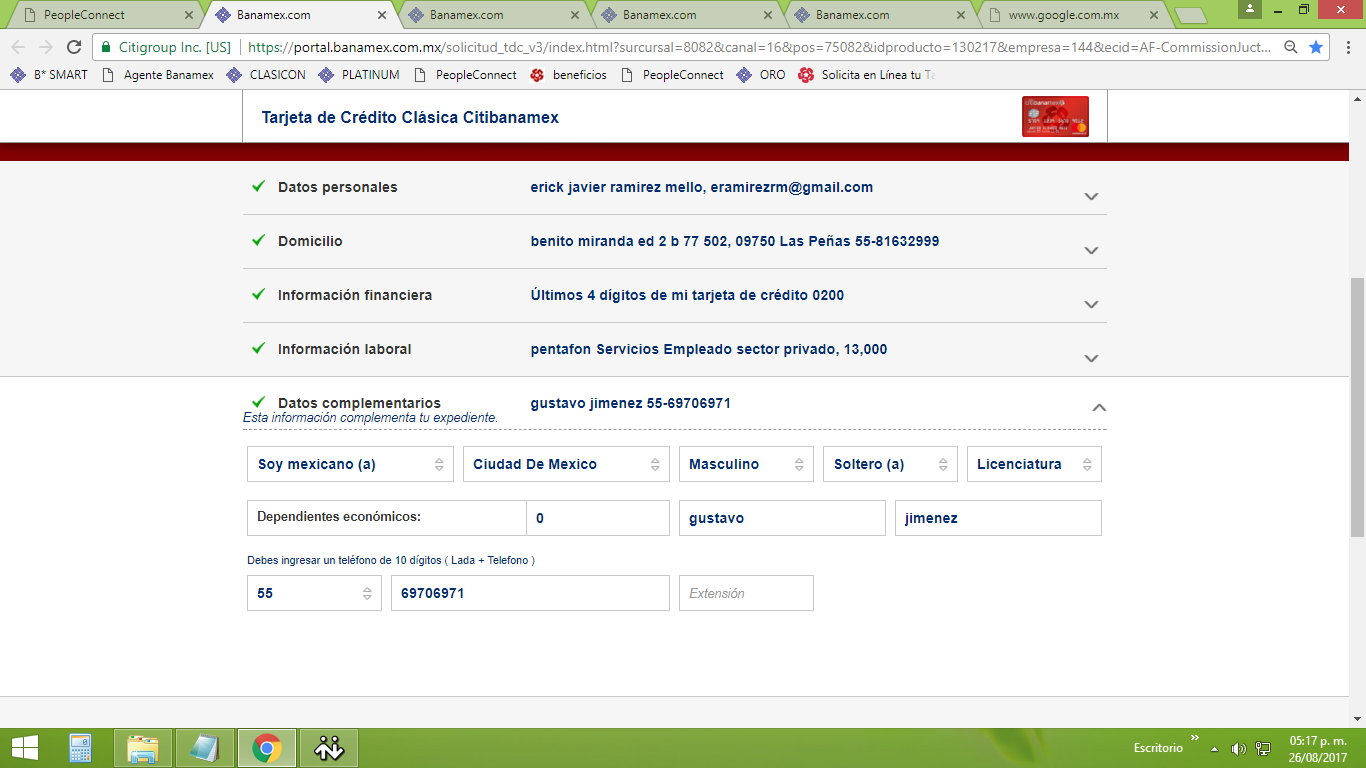 PeopleConnect
Banamex.com
Banamex.com
Banamex.com
Banamex.com
www.google.com.mx
Citigroup Inc. [US] https://portal.banamex.com.mx/solicitud_tdc_v3/index.html?surcursal=8082&canal=16&pos=75082&idproducto=130217&empresa=144&ecid=AF-CommissionJuct...
B* SMART Agente Banamex CLASICON PLATINUM PeopleConnect beneficios PeopleConnect ORO Solicita en Línea tu Ta
Tarjeta de Crédito Clásica Citibanamex
citibanamex
Datos personales erick javier ramirez mello, eramirezrm@gmail.com
Domicilio benito miranda ed 2 b 77 502, 09750 Las Peñas 55-81632999
Información financiera Últimos 4 dígitos de mi tarjeta de crédito 0200
Información laboral pentafon Servicios Empleado sector privado, 13,000
Datos complementarios gustavo jimenez 55-69706971
Esta información complementa tu expediente.
Soy mexicano (a) Ciudad De Mexico Masculino Soltero (a) Licenciatura
Dependientes económicos: 0 gustavo jimenez
Debes ingresar un teléfono de 10 dígitos ( Lada + Telefono )
55 69706971 Extensión
Escritorio
05:17 p. m.
26/08/2017